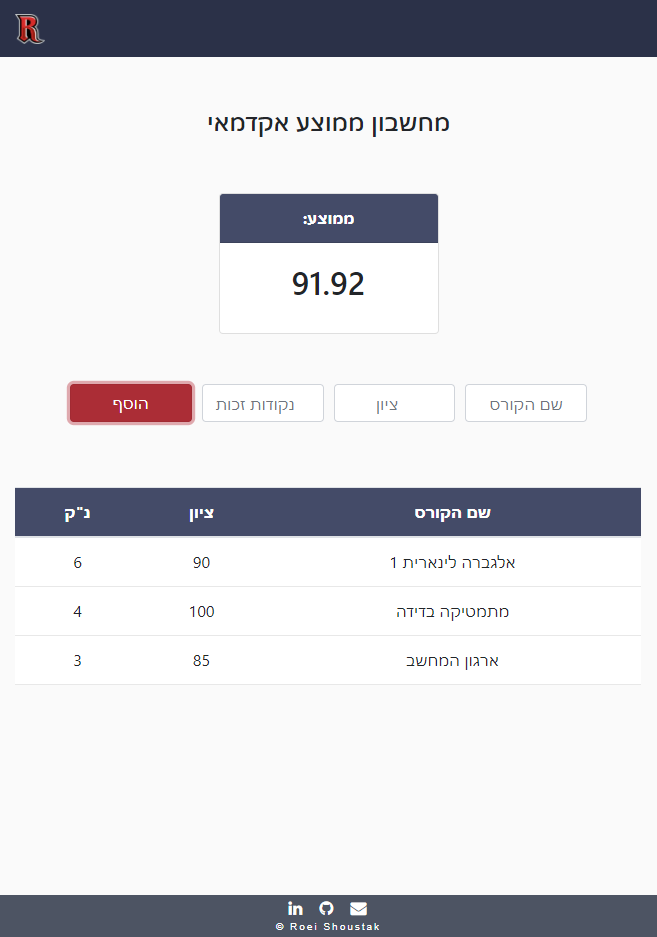 R
מחשבון ממוצע אקדמאי
ממוצע:
91.92
שם הקורס ציון נקודות זכות הוסף
שם הקורס ציון נ"ק
אלגברה לינארית 1 90 6
מתמטיקה בדידה 100 4
ארגון המחשב 85 3
in
© Roei Shoustak